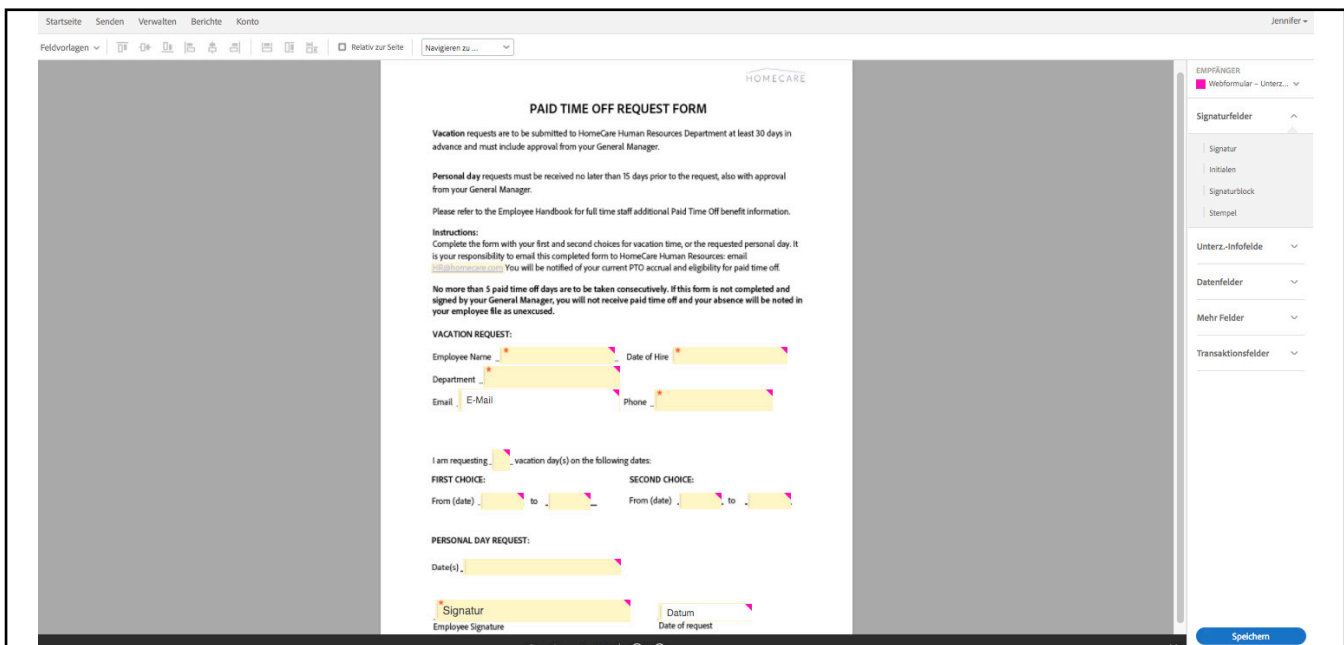 Startseite Senden Verwalten Berichte Konto Jennifer
Feldvorlagen Relativ zur Seite Navigieren zu ...
HOMECARE
EMPFÄNGER
Webformular – Unterz...
PAID TIME OFF REQUEST FORM
Signaturfelder
Vacation requests are to be submitted to HomeCare Human Resources Department at least 30 days in
advance and must include approval from your General Manager.
Signatur
Initialen
Personal day requests must be received no later than 15 days prior to the request, also with approval
from your General Manager.
Signaturblock
Please refer to the Employee Handbook for full time staff additional Paid Time Off benefit information.
Stempel
Instructions:
Complete the form with your first and second choices for vacation time, or the requested personal day. It
is your responsibility to email this completed form to HomeCare Human Resources: email
HR@homecare.com You will be notified of your current PTO accrual and eligibility for paid time off.
Unterz.-Infofelde
Datenfelder
No more than 5 paid time off days are to be taken consecutively. If this form is not completed and
signed by your General Manager, you will not receive paid time off and your absence will be noted in
your employee file as unexcused.
Mehr Felder
VACATION REQUEST:
Transaktionsfelder
Employee Name _ * _ Date of Hire *
Department _ *
Email _ E-Mail Phone _ *
I am requesting _ _ vacation day(s) on the following dates:
FIRST CHOICE: SECOND CHOICE:
From (date) _ to _ From (date) _ to _
PERSONAL DAY REQUEST:
Date(s) _
* Signatur Datum
Employee Signature Date of request
Speichern